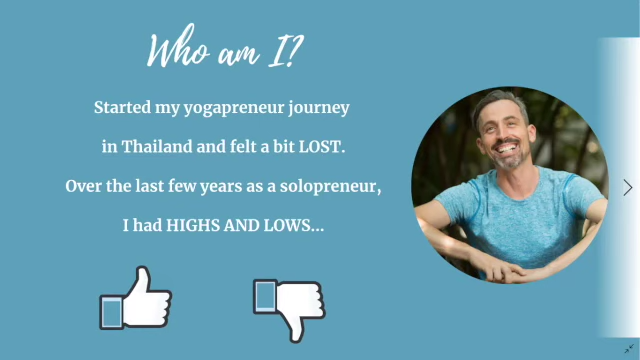 Who am I?
Started my yogapreneur journey
in Thailand and felt a bit LOST.
Over the last few years as a solopreneur,
I had HIGHS AND LOWS...